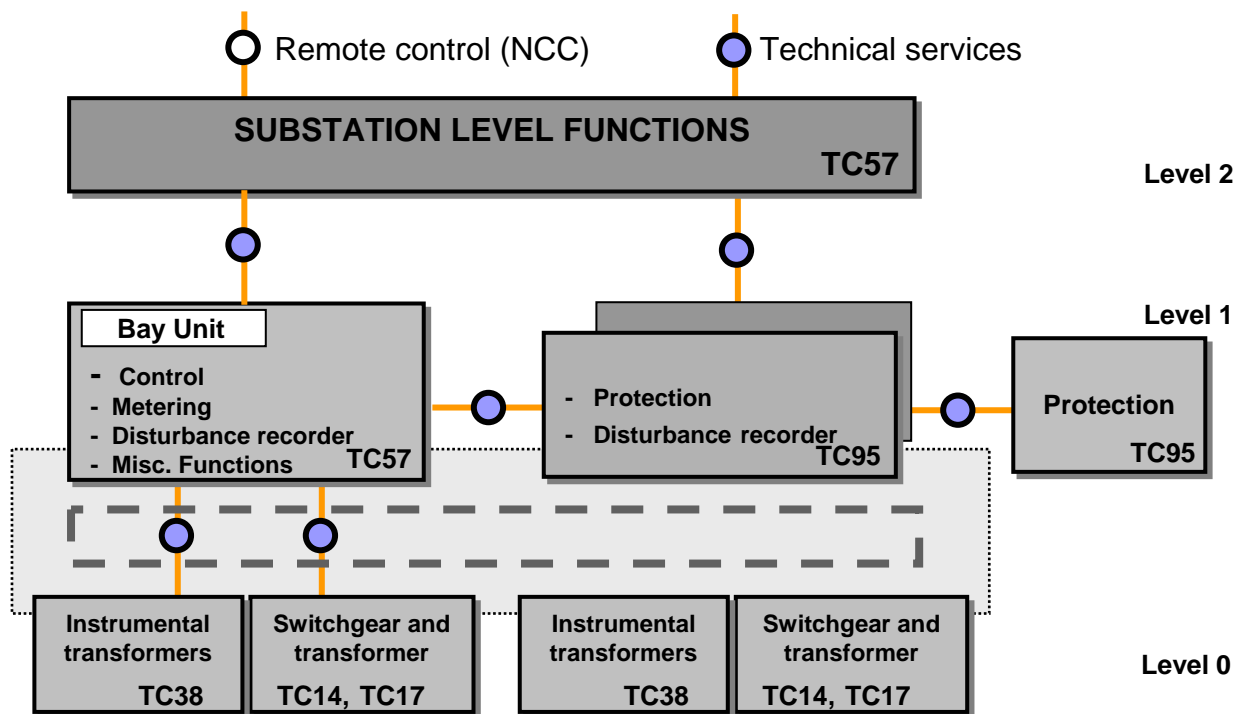 Remote control (NCC)
Technical services
SUBSTATION LEVEL FUNCTIONS
TC57
Level 2
Level 1
Bay Unit
- Control
- Metering
- Disturbance recorder
- Misc. Functions
TC57
- Protection
- Disturbance recorder
TC95
Protection
TC95
Instrumental
transformers
TC38
Switchgear and
transformer
TC14, TC17
Instrumental
transformers
TC38
Switchgear and
transformer
TC14, TC17
Level 0